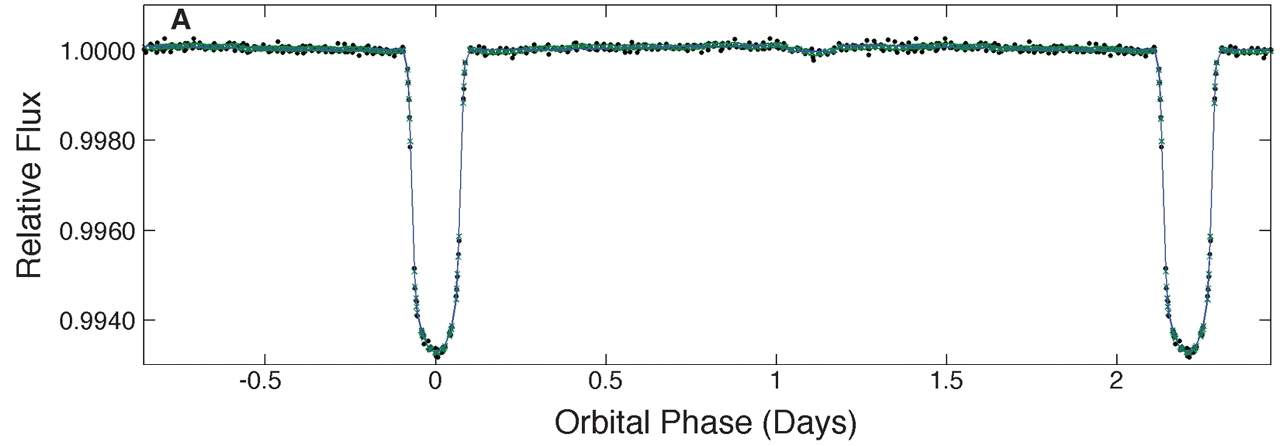 A
1.0000
0.9980
0.9960
0.9940
Relative Flux
-0.5 0 0.5 1 1.5 2
Orbital Phase (Days)